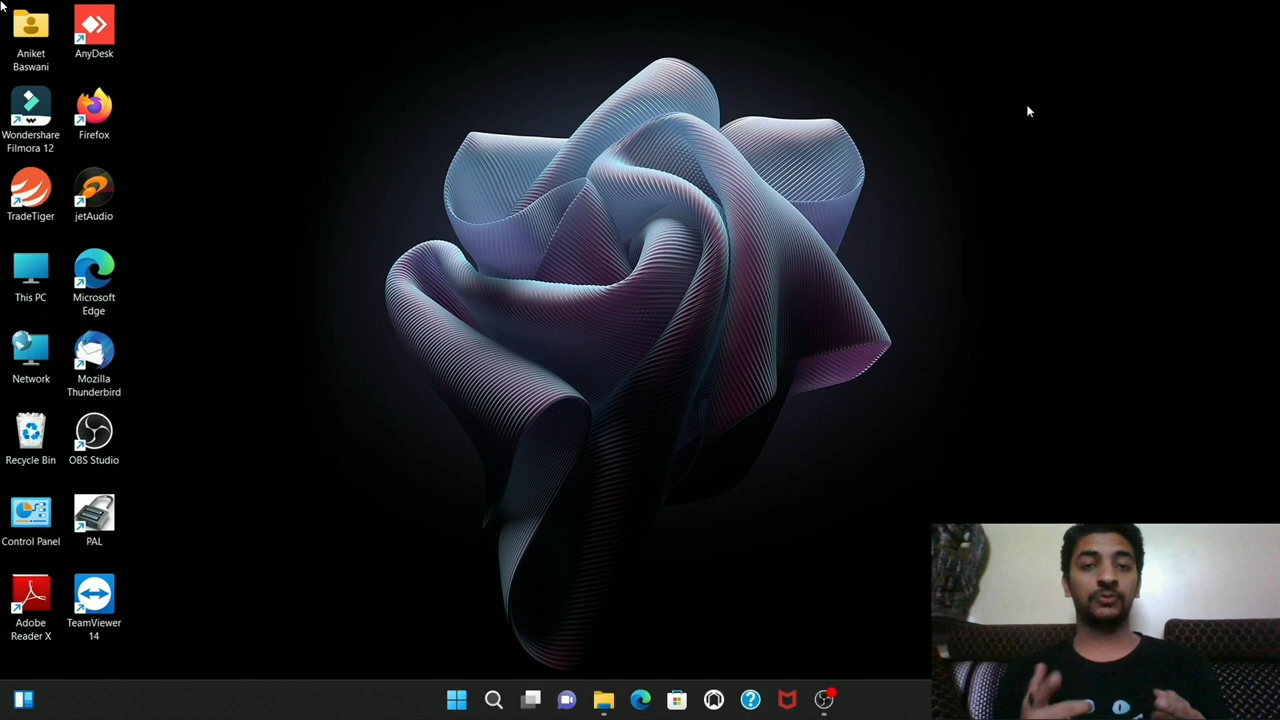 Aniket
Baswani
AnyDesk
Wondershare
Filmora 12
Firefox
TradeTiger
jetAudio
This PC
Microsoft
Edge
Network
Mozilla
Thunderbird
Recycle Bin
OBS Studio
Control Panel
PAL
Adobe
Reader X
TeamViewer
14